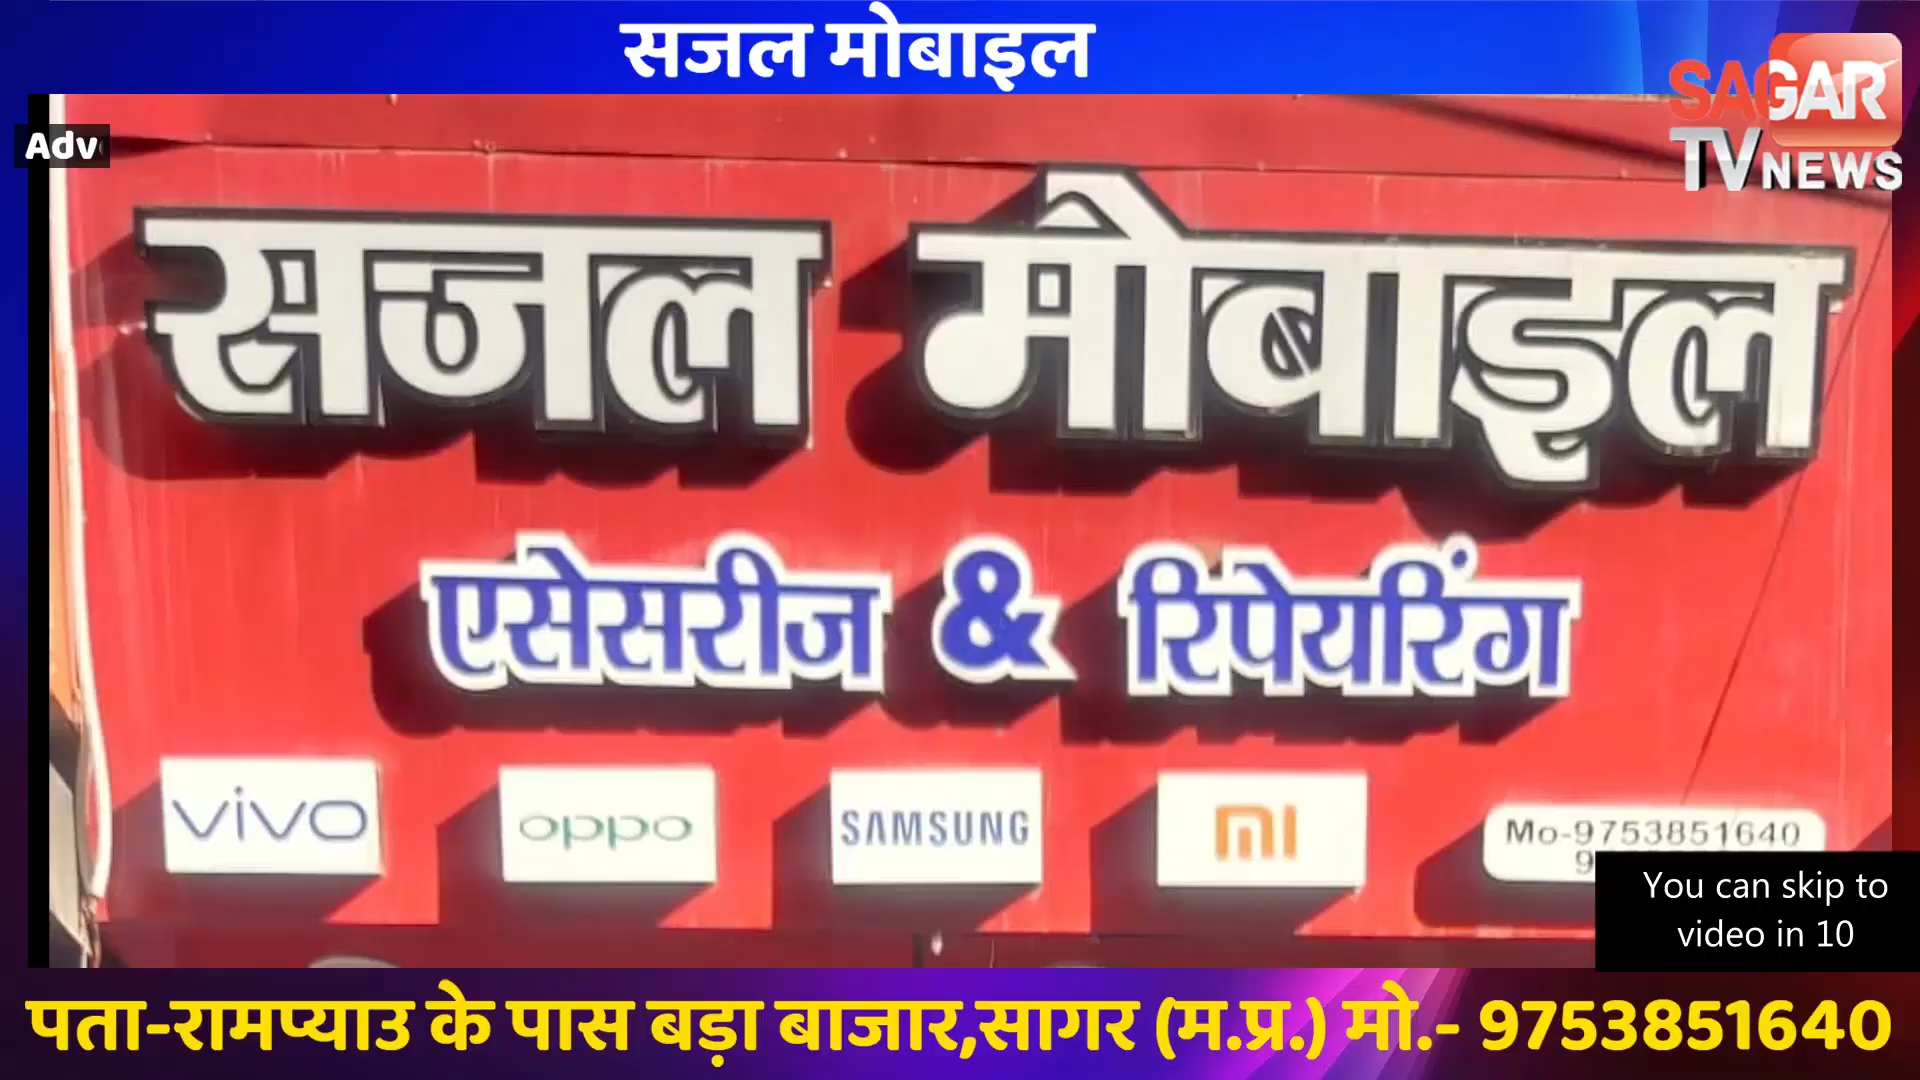 सजल मोबाइल
SAGAR
TV NEWS
Adv
सजल मोबाइल
एसेसरीज & रिपेयरिंग
vivo
oppo
SAMSUNG
mi
Mo-9753851640
You can skip to
video in 10
पता-रामप्याउ के पास बड़ा बाजार,सागर (म.प्र.) मो.- 9753851640